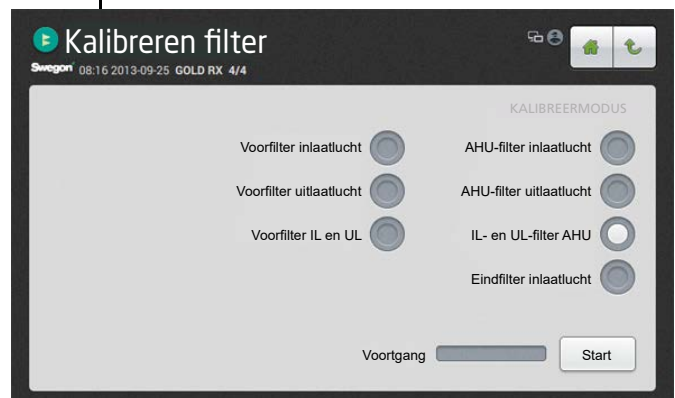 Kalibreren filter
Swegon 08:16 2013-09-25 GOLD RX 4/4
KALIBREERMODUS
Voorfilter inlaatlucht
AHU-filter inlaatlucht
Voorfilter uitlaatlucht
AHU-filter uitlaatlucht
Voorfilter IL en UL
IL- en UL-filter AHU
Eindfilter inlaatlucht
Voortgang
Start